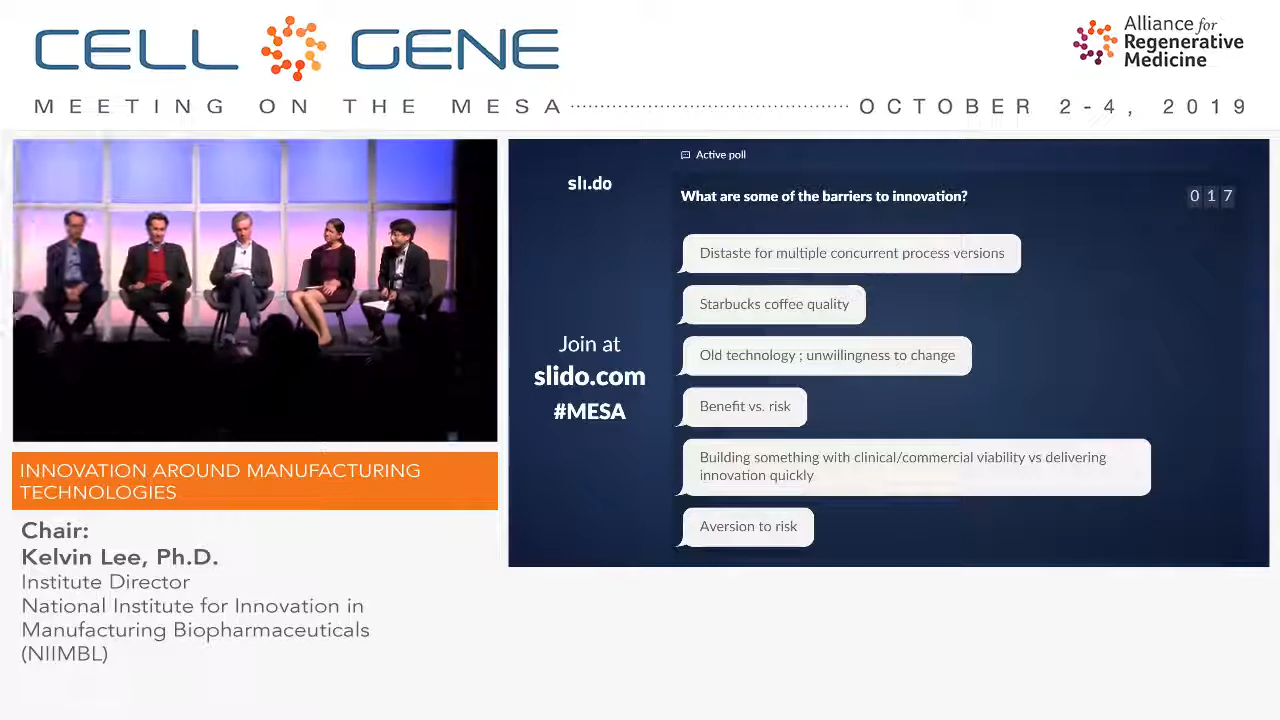 CELL GENE
Alliance for
Regenerative
Medicine
MEETING ON THE MESA
OCTOBER 2-4, 2019
INNOVATION AROUND MANUFACTURING
TECHNOLOGIES
Chair:
Kelvin Lee, Ph.D.
Institute Director
National Institute for Innovation in
Manufacturing Biopharmaceuticals
(NIIMBL)
sli.do
Join at
slido.com
#MESA
Active poll
What are some of the barriers to innovation?
017
Distaste for multiple concurrent process versions
Starbucks coffee quality
Old technology ; unwillingness to change
Benefit vs. risk
Building something with clinical/commercial viability vs delivering
innovation quickly
Aversion to risk